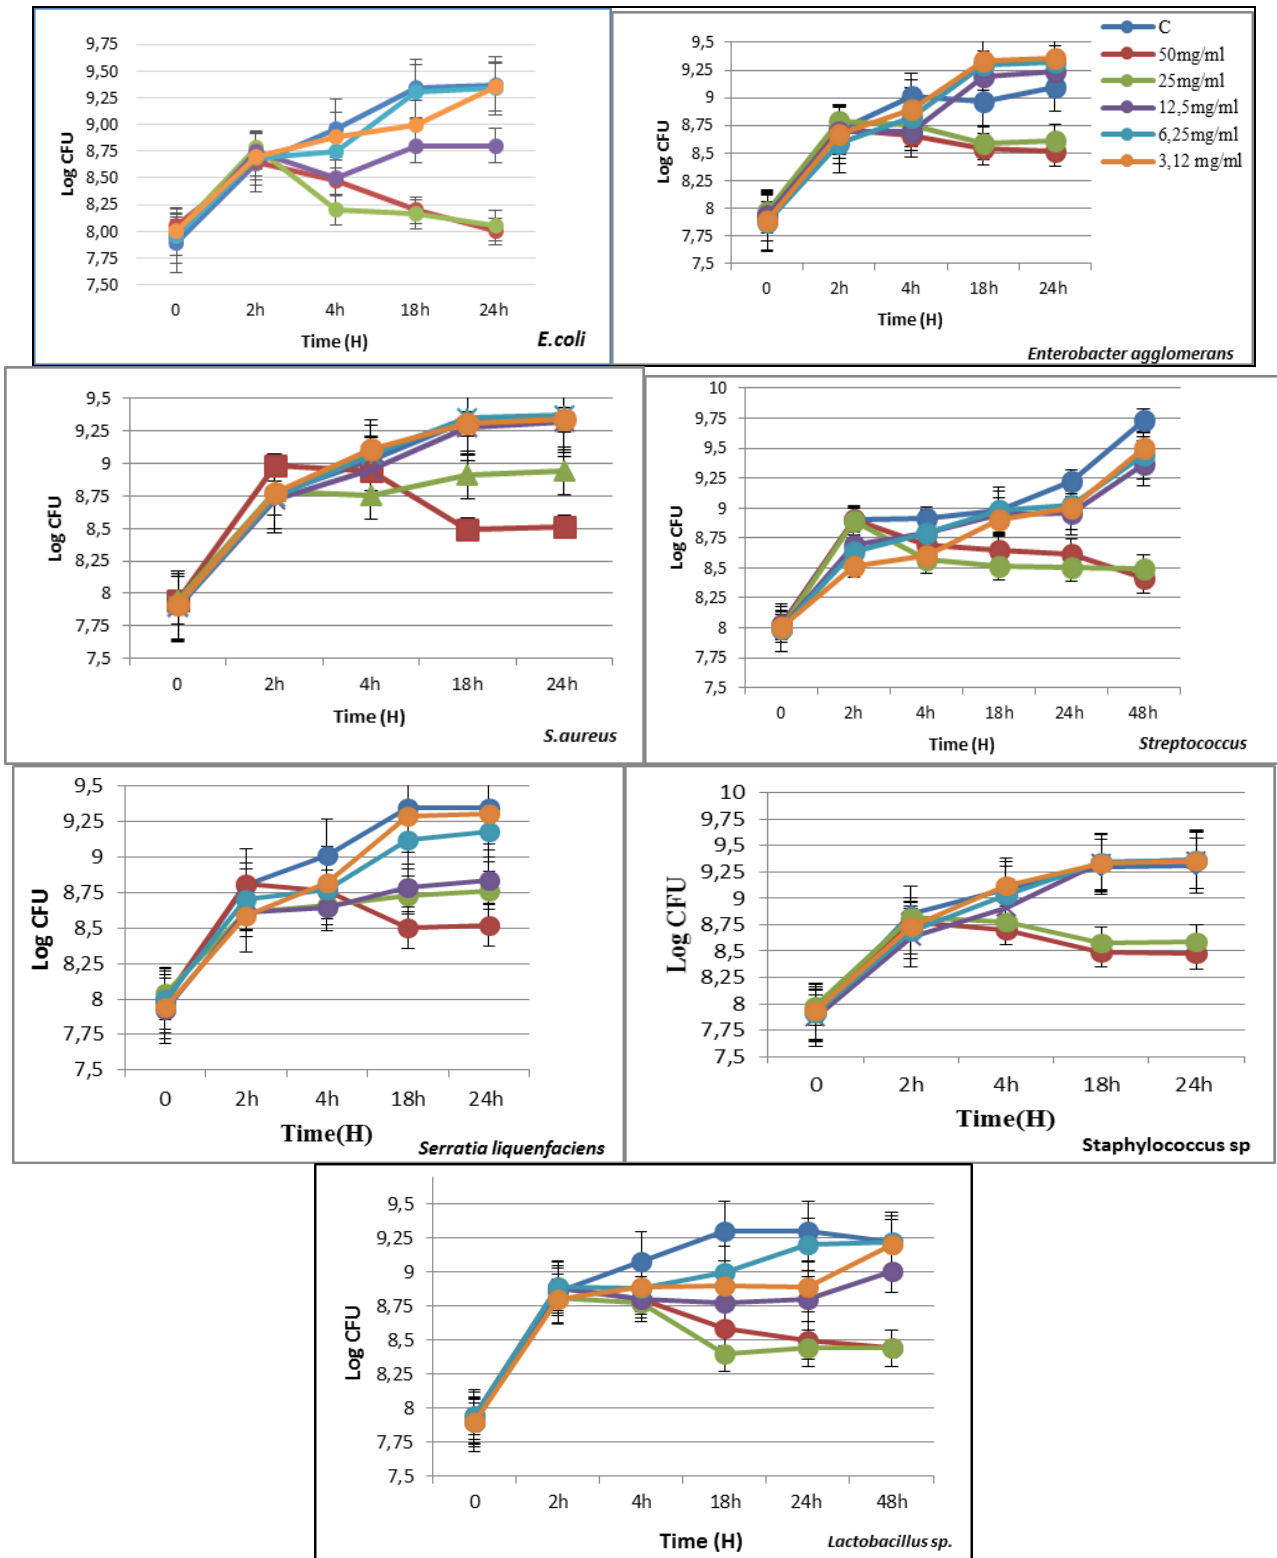 9,75
9,50
9,25
9,00
8,75
8,50
8,25
8,00
7,75
7,50
Log CFU
0 2h 4h 18h 24h
Time (H)
E.coli
9,5
9,25
9
8,75
8,5
8,25
8
7,75
7,5
Log CFU
0 2h 4h 18h 24h
Time (H)
Enterobacter agglomerans
C
50mg/ml
25mg/ml
12,5mg/ml
6,25mg/ml
3,12 mg/ml
9,5
9,25
9
8,75
8,5
8,25
8
7,75
7,5
Log CFU
0 2h 4h 18h 24h
Time (H)
S.aureus
10
9,75
9,5
9,25
9
8,75
8,5
8,25
8
7,75
7,5
Log CFU
0 2h 4h 18h 24h 48h
Time (H)
Streptococcus
9,5
9,25
9
8,75
8,5
8,25
8
7,75
7,5
Log CFU
0 2h 4h 18h 24h
Time(H)
Serratia liquenfaciens
10
9,75
9,5
9,25
9
8,75
8,5
8,25
8
7,75
7,5
Log CFU
0 2h 4h 18h 24h
Time(H)
Staphylococcus sp
9,5
9,25
9
8,75
8,5
8,25
8
7,75
7,5
Log CFU
0 2h 4h 18h 24h 48h
Time (H)
Lactobacillus sp.